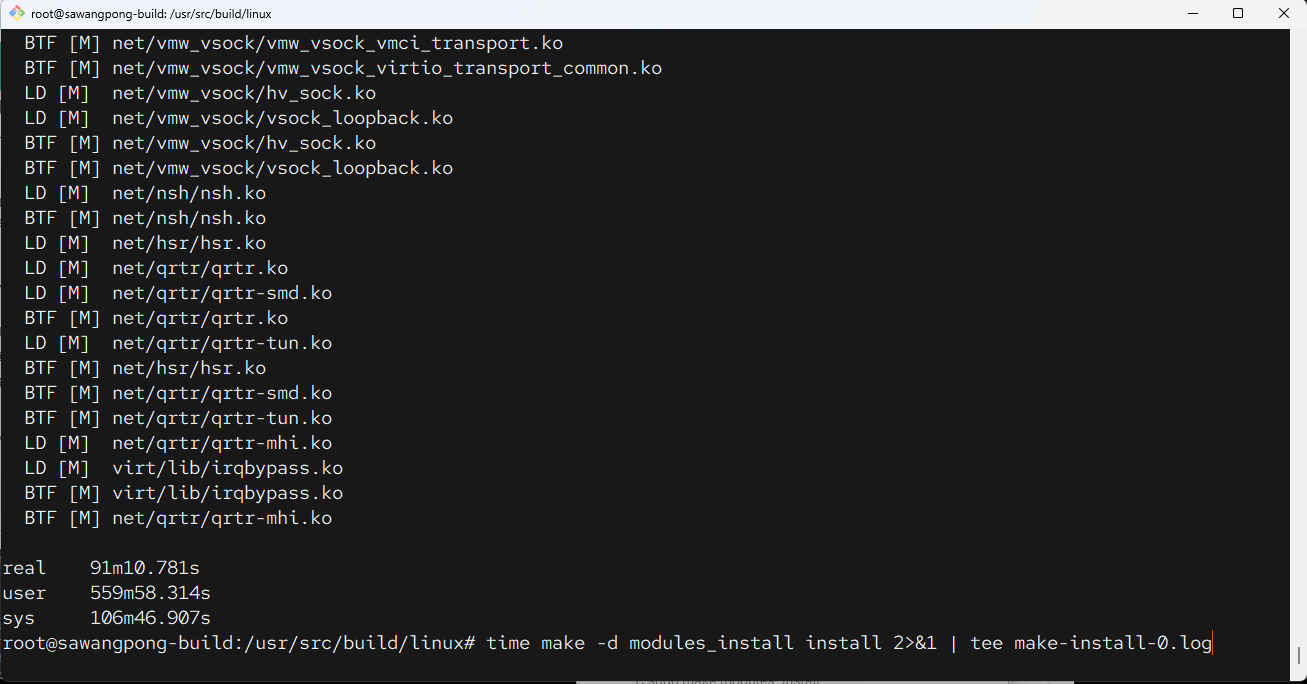 root@sawangpong-build: /usr/src/build/linux
BTF [M] net/vmw_vsock/vmw_vsock_vmci_transport.ko
BTF [M] net/vmw_vsock/vmw_vsock_virtio_transport_common.ko
LD [M]  net/vmw_vsock/hv_sock.ko
LD [M]  net/vmw_vsock/vsock_loopback.ko
BTF [M] net/vmw_vsock/hv_sock.ko
BTF [M] net/vmw_vsock/vsock_loopback.ko
LD [M]  net/nsh/nsh.ko
BTF [M] net/nsh/nsh.ko
LD [M]  net/hsr/hsr.ko
LD [M]  net/qrtr/qrtr.ko
LD [M]  net/qrtr/qrtr-smd.ko
BTF [M] net/qrtr/qrtr.ko
LD [M]  net/qrtr/qrtr-tun.ko
BTF [M] net/hsr/hsr.ko
BTF [M] net/qrtr/qrtr-smd.ko
BTF [M] net/qrtr/qrtr-tun.ko
LD [M]  net/qrtr/qrtr-mhi.ko
LD [M]  virt/lib/irqbypass.ko
BTF [M] virt/lib/irqbypass.ko
BTF [M] net/qrtr/qrtr-mhi.ko
real    91m10.781s
user    559m58.314s
sys     106m46.907s
root@sawangpong-build:/usr/src/build/linux# time make -d modules_install install 2>&1 | tee make-install-0.log